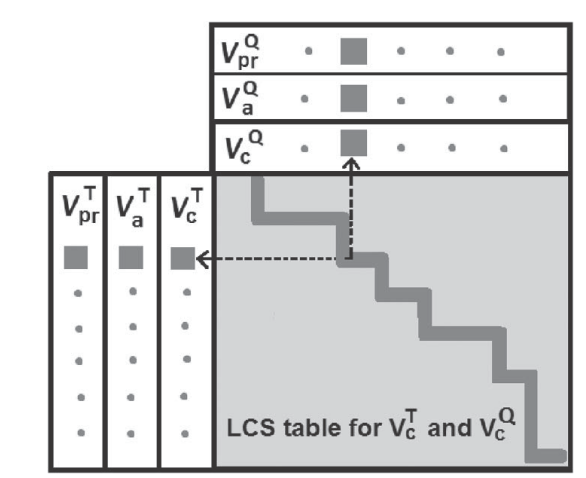 V_pr^Q
V_a^Q
V_c^Q
V_pr^T V_a^T V_c^T
LCS table for V_c^T and V_c^Q